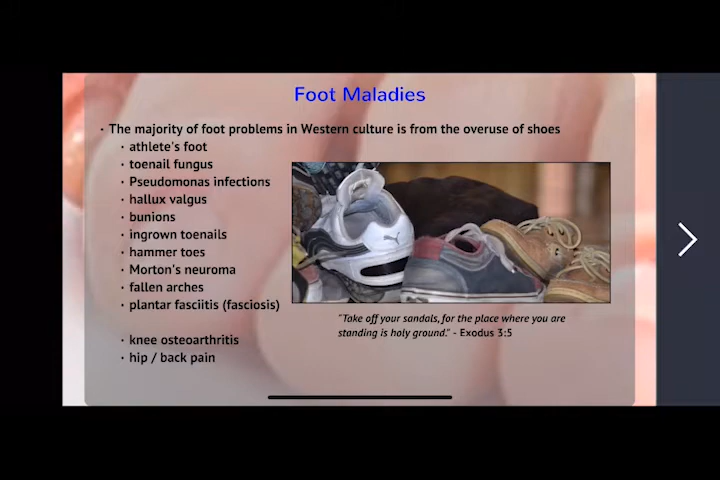 Foot Maladies
· The majority of foot problems in Western culture is from the overuse of shoes
· athlete's foot
· toenail fungus
· Pseudomonas infections
· hallux valgus
· bunions
· ingrown toenails
· hammer toes
· Morton's neuroma
· fallen arches
· plantar fasciitis (fasciosis)
· knee osteoarthritis
· hip / back pain
"Take off your sandals, for the place where you are
standing is holy ground." - Exodus 3:5